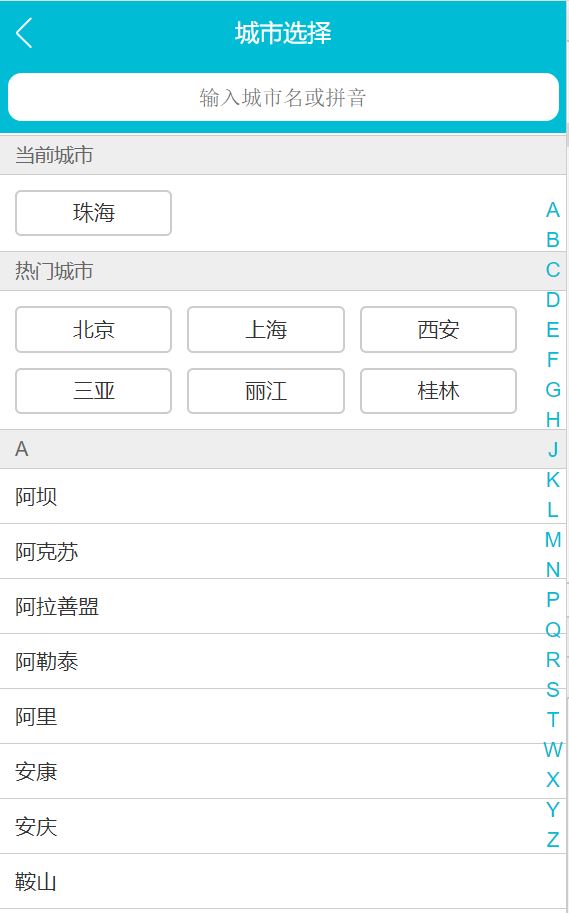 城市选择
输入城市名或拼音
当前城市
珠海
热门城市
北京 上海 西安
三亚 丽江 桂林
A
阿坝
阿克苏
阿拉善盟
阿勒泰
阿里
安康
安庆
鞍山
A
B
C
D
E
F
G
H
J
K
L
M
N
P
Q
R
S
T
W
X
Y
Z